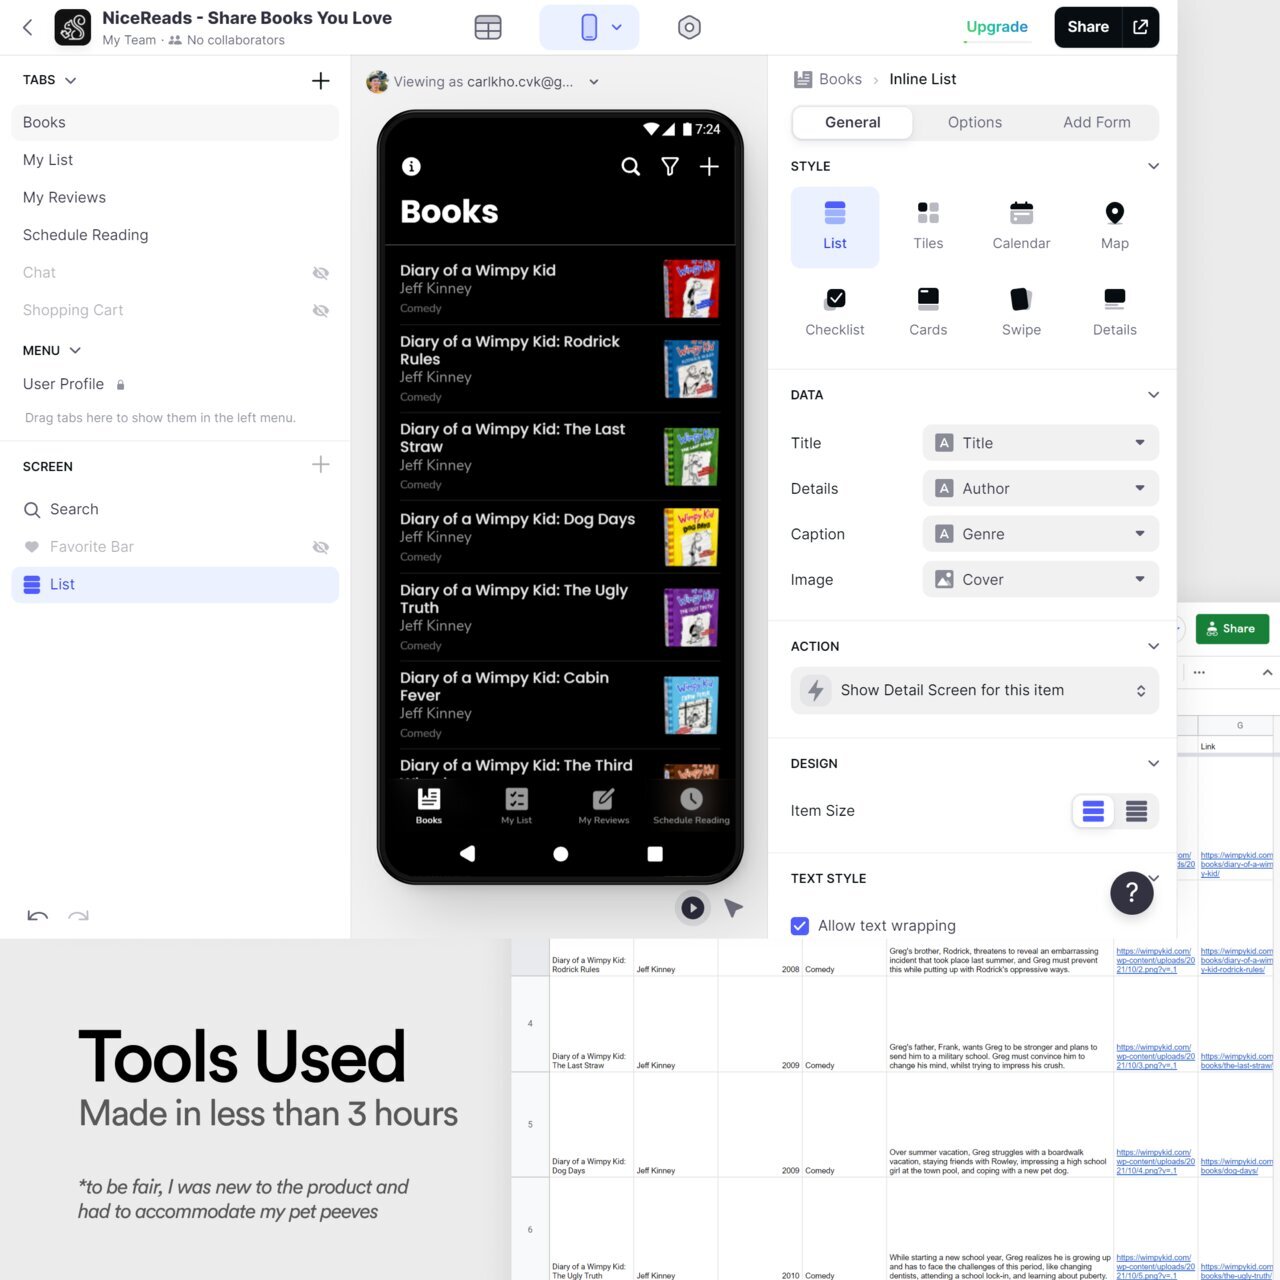 NiceReads - Share Books You Love
My Team · No collaborators
Upgrade
Share
TABS
Books
My List
My Reviews
Schedule Reading
Chat
Shopping Cart
MENU
User Profile
Drag tabs here to show them in the left menu.
SCREEN
Search
Favorite Bar
List
Viewing as carlkho.cvk@g...
7:24
Books
Diary of a Wimpy Kid
Jeff Kinney
Comedy
Diary of a Wimpy Kid: Rodrick
Rules
Jeff Kinney
Comedy
Diary of a Wimpy Kid: The Last
Straw
Jeff Kinney
Comedy
Diary of a Wimpy Kid: Dog Days
Jeff Kinney
Comedy
Diary of a Wimpy Kid: The Ugly
Truth
Jeff Kinney
Comedy
Diary of a Wimpy Kid: Cabin
Fever
Jeff Kinney
Comedy
Diary of a Wimpy Kid: The Third
Books
My List
My Reviews
Schedule Reading
Books › Inline List
General
Options
Add Form
STYLE
List
Tiles
Calendar
Map
Checklist
Cards
Swipe
Details
DATA
Title
A Title
Details
A Author
Caption
A Genre
Image
Cover
ACTION
Show Detail Screen for this item
DESIGN
Item Size
TEXT STYLE
?
Allow text wrapping
Share
G
Link
https://wimpykid.com/
books/diary-of-a-wim
y-kid/
Diary of a Wimpy Kid:
Rodrick Rules
Jeff Kinney
2008
Comedy
Greg's brother, Rodrick, threatens to reveal an embarrassing
incident that took place last summer, and Greg must prevent
this while putting up with Rodrick's oppressive ways.
https://wimpykid.com/
wp-content/uploads/20
21/10/2.png?v=.1
https://wimpykid.com/
books/diary-of-a-wim
y-kid-rodrick-rules/
4
Diary of a Wimpy Kid:
The Last Straw
Jeff Kinney
2009
Comedy
Greg's father, Frank, wants Greg to be stronger and plans to
send him to a military school. Greg must convince him to
change his mind, whilst trying to impress his crush.
https://wimpykid.com/
wp-content/uploads/20
21/10/3.png?v=.1
https://wimpykid.com/
books/the-last-straw/
5
Diary of a Wimpy Kid:
Dog Days
Jeff Kinney
2009
Comedy
Over summer vacation, Greg struggles with a boardwalk
vacation, staying friends with Rowley, impressing a high school
girl at the town pool, and coping with a new pet dog.
https://wimpykid.com/
wp-content/uploads/20
21/10/4.png?v=.1
https://wimpykid.com/
books/dog-days/
6
Diary of a Wimpy Kid:
The Ugly Truth
Jeff Kinney
2010
Comedy
While starting a new school year, Greg realizes he is growing up
and has to face the challenges of this period, like changing
dentists, attending a school lock-in, and learning about puberty.
https://wimpykid.com/
wp-content/uploads/20
21/10/5.png?v=.1
https://wimpykid.com/
books/the-ugly-truth/
Tools Used
Made in less than 3 hours
*to be fair, I was new to the product and
had to accommodate my pet peeves